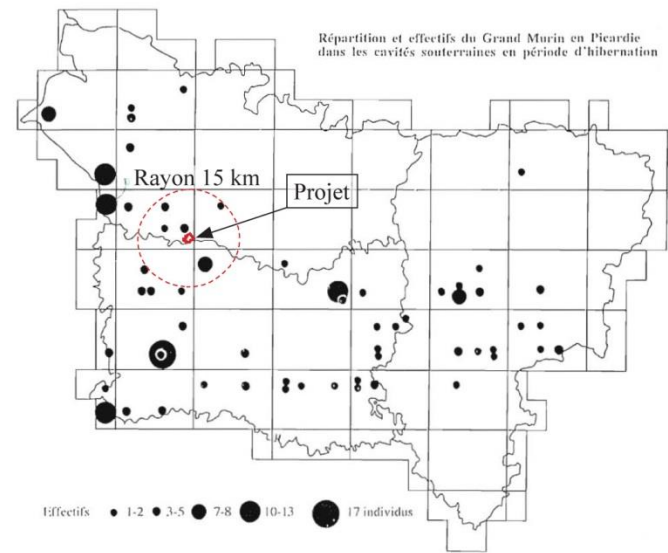 Répartition et effectifs du Grand Murin en Picardie
dans les cavités souterraines en période d'hibernation
Rayon 15 km
Projet
Effectifs 1-2 3-5 7-8 10-13 17 individus